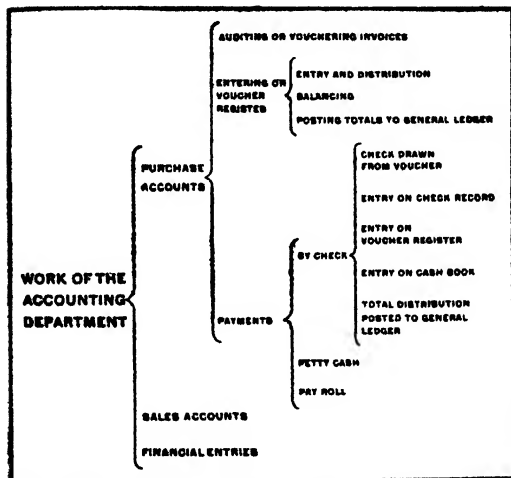 AUDITING OR VOUCHERING INVOICES
ENTERING ON
VOUCHER
REGISTER
ENTRY AND DISTRIBUTION
BALANCING
POSTING TOTALS TO GENERAL LEDGER
PURCHASE
ACCOUNTS
CHECK DRAWN
FROM VOUCHER
ENTRY ON CHECK RECORD
ENTRY ON
VOUCHER REGISTER
BY CHECK
ENTRY ON CASH BOOK
TOTAL DISTRIBUTION
POSTED TO GENERAL
LEDGER
WORK OF THE
ACCOUNTING
DEPARTMENT
PAYMENTS
PETTY CASH
PAY ROLL
SALES ACCOUNTS
FINANCIAL ENTRIES